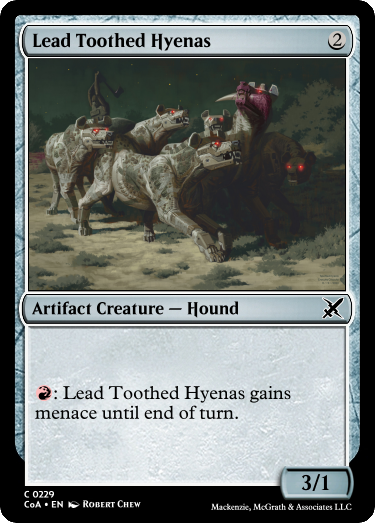 Lead Toothed Hyenas 2
Artifact Creature — Hound
: Lead Toothed Hyenas gains
menace until end of turn.
3/1
C 0229
CoA • EN Robert Chew
Mackenzie, McGrath & Associates LLC